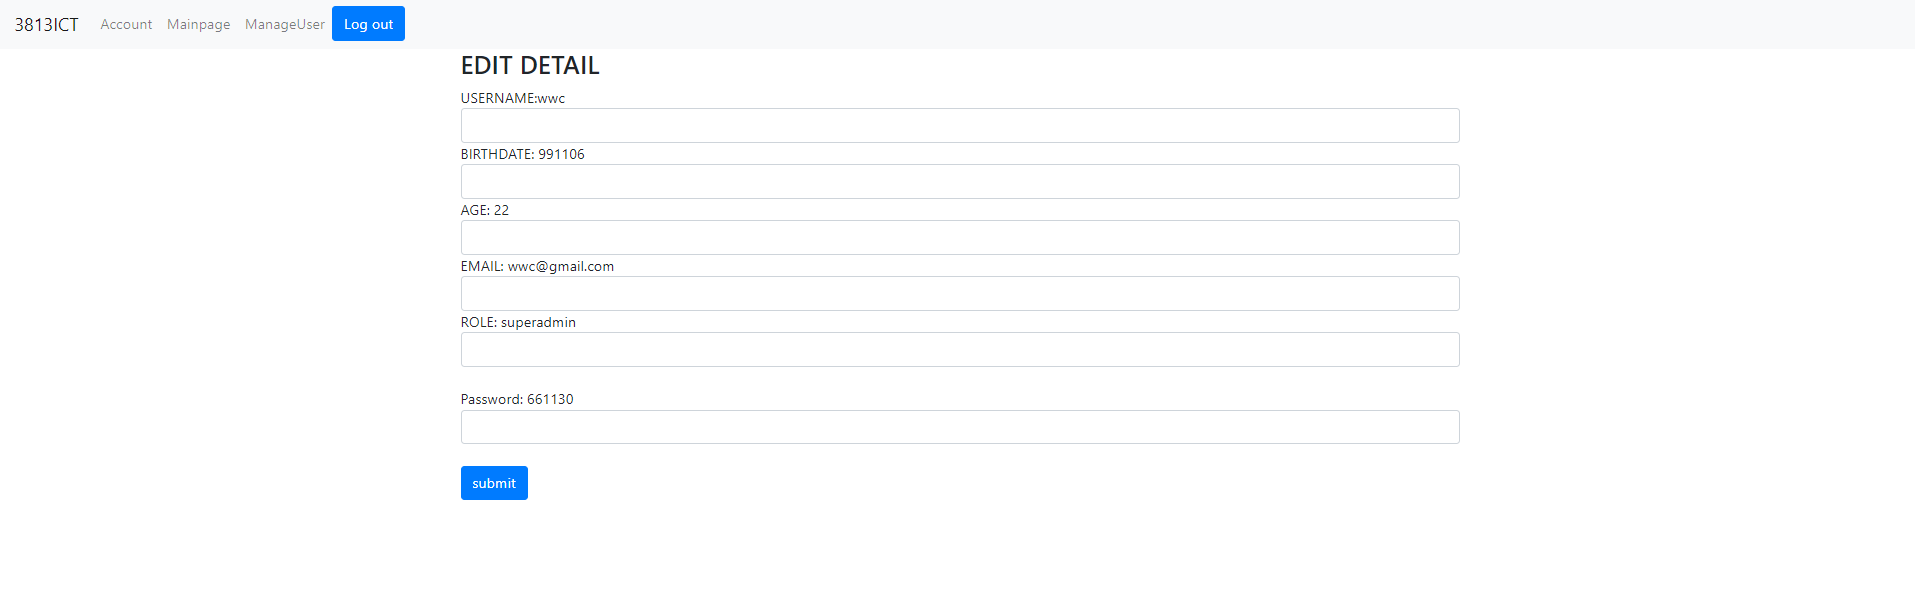 3813ICT Account Mainpage ManageUser Log out
EDIT DETAIL
USERNAME:wwc
BIRTHDATE: 991106
AGE: 22
EMAIL: wwc@gmail.com
ROLE: superadmin
Password: 661130
submit